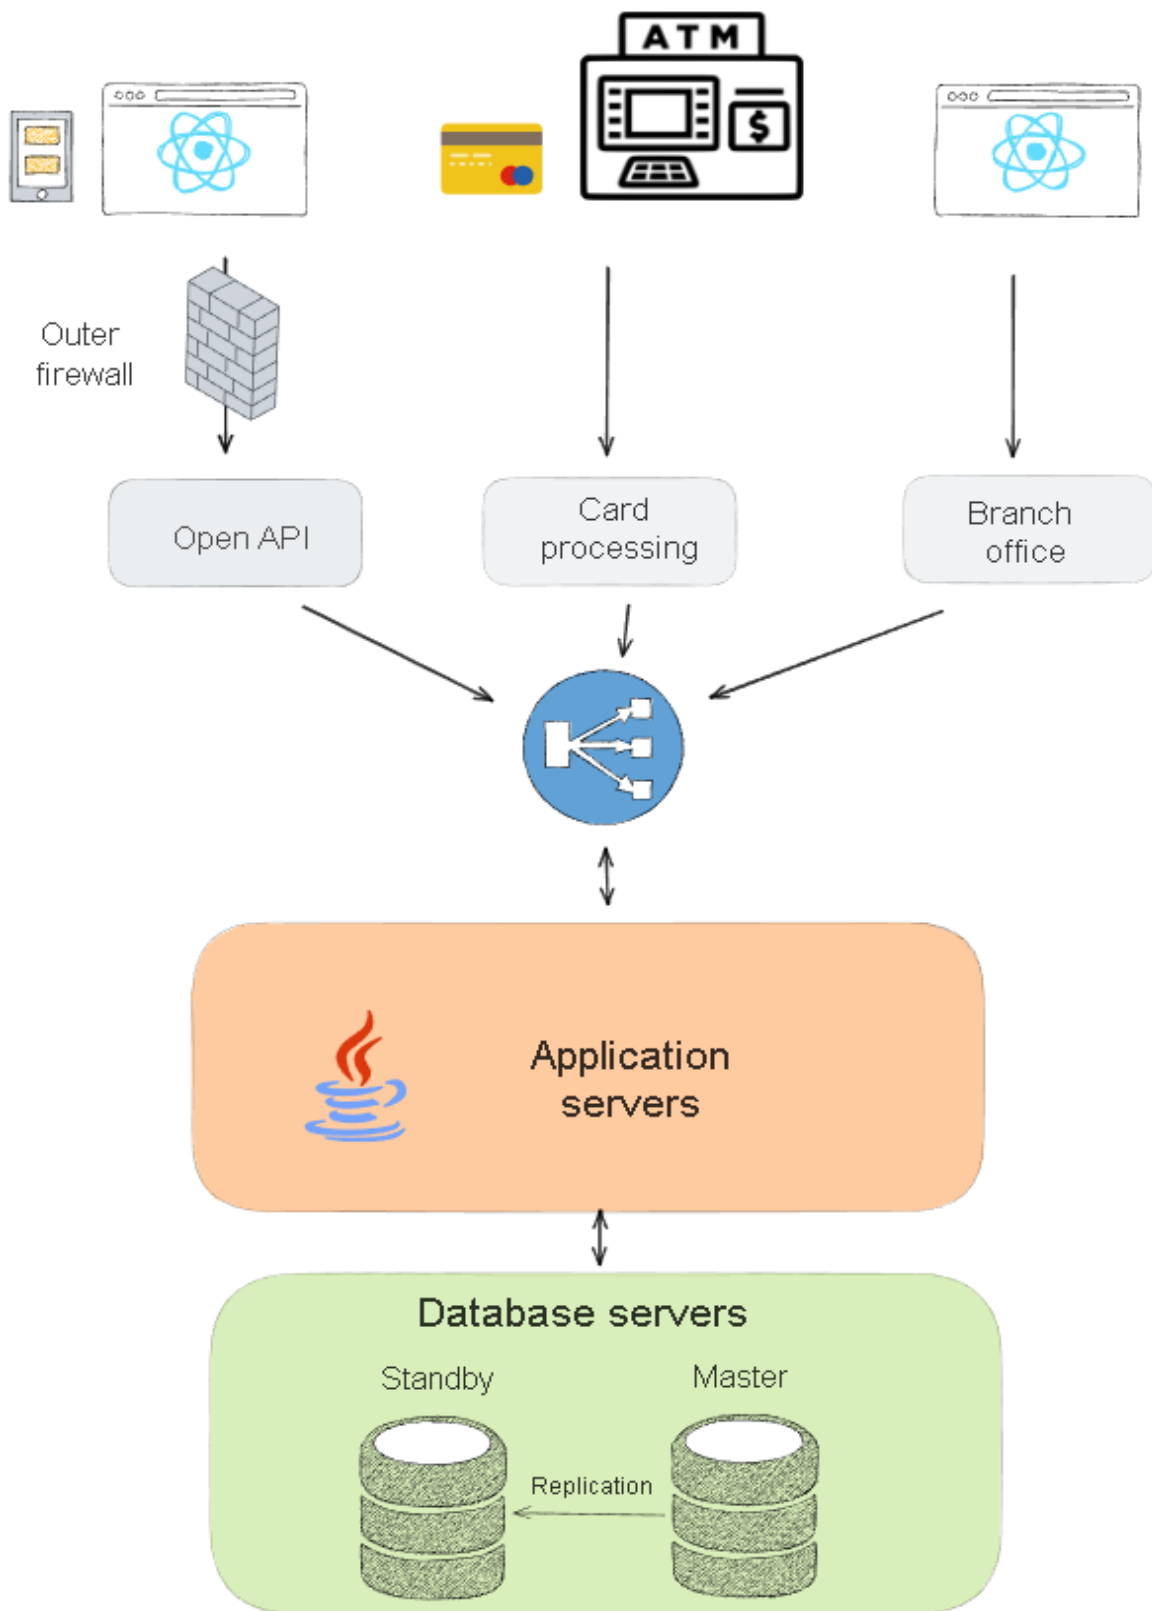 ATM
$
Outer
firewall
Open API
Card
processing
Branch
office
Application
servers
Database servers
Standby
Master
Replication